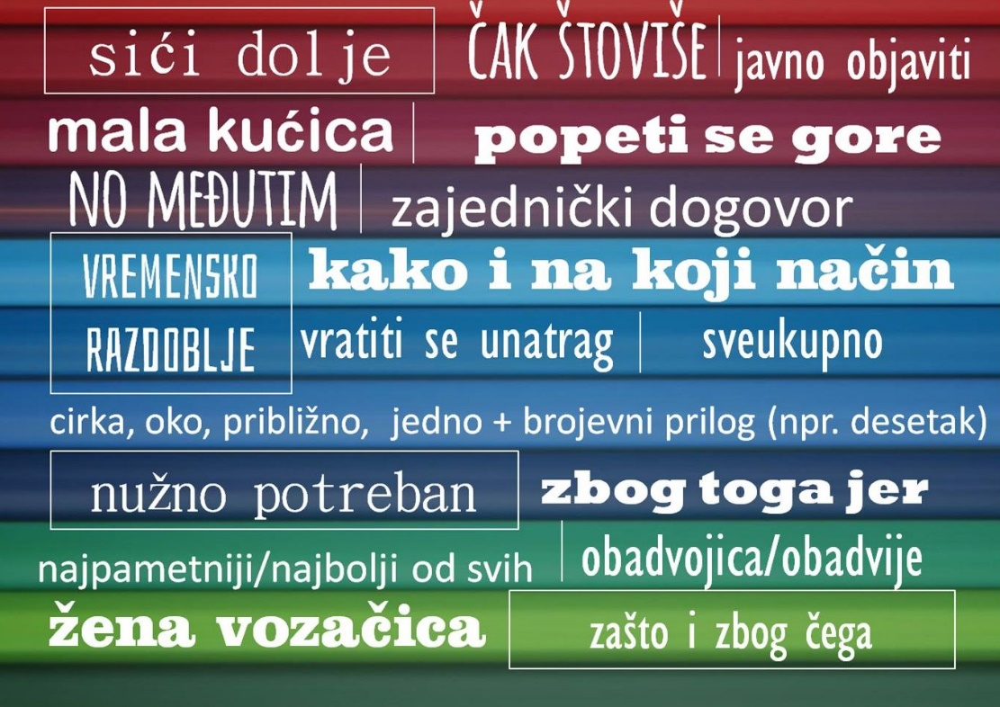 sići dolje
ČAK ŠTOVIŠE
javno objaviti
mala kućica
popeti se gore
NO MEĐUTIM
zajednički dogovor
VREMENSKO
RAZDOBLJE
kako i na koji način
vratiti se unatrag
sveukupno
cirka, oko, približno, jedno + brojevni prilog (npr. desetak)
nužno potreban
zbog toga jer
najpametniji/najbolji od svih
obadvojica/obadvije
žena vozačica
zašto i zbog čega